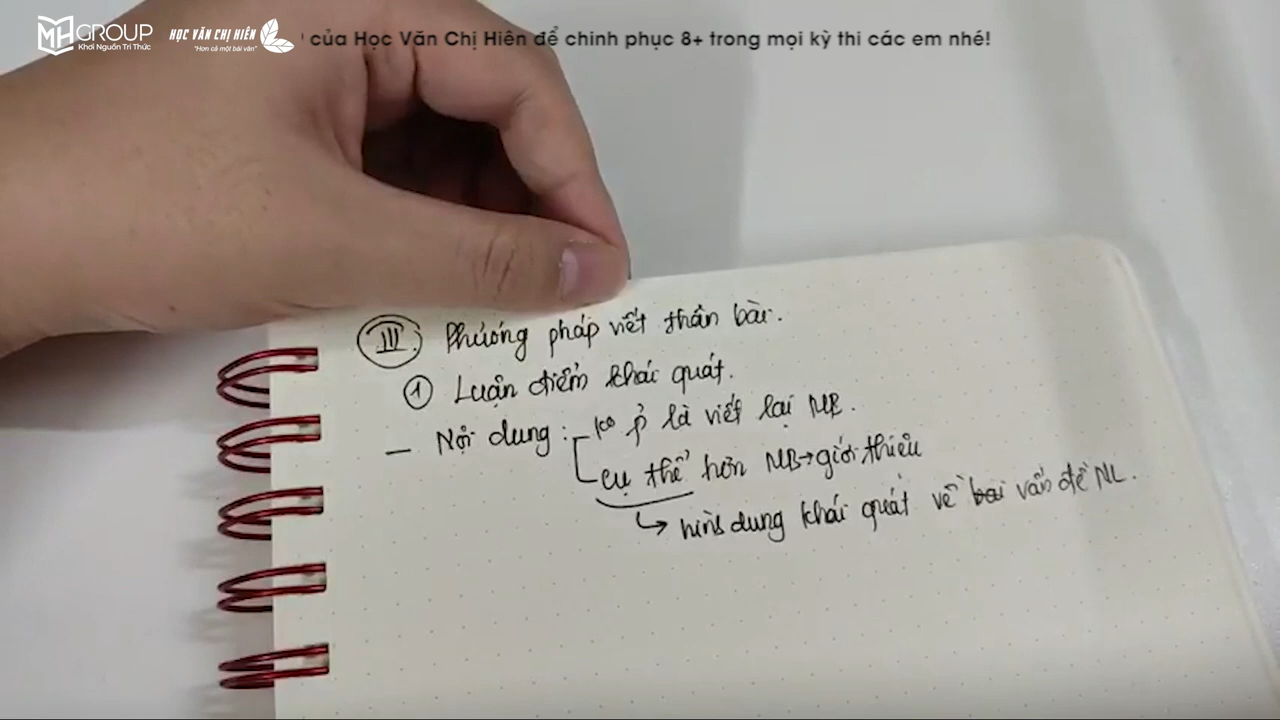 MH GROUP
Khơi Nguồn Tri Thức
HỌC VĂN CHỊ HIÊN
"Hơn cả một bài văn"
của Học Văn Chị Hiên để chinh phục 8+ trong mọi kỳ thi các em nhé!
III. Phương pháp viết thân bài.
1 Luận điểm khái quát.
— Nội dung: ko p' là viết lại MB.
cụ thể hơn MB → giới thiệu
↳ hình dung khái quát về bai vấn đề NL.